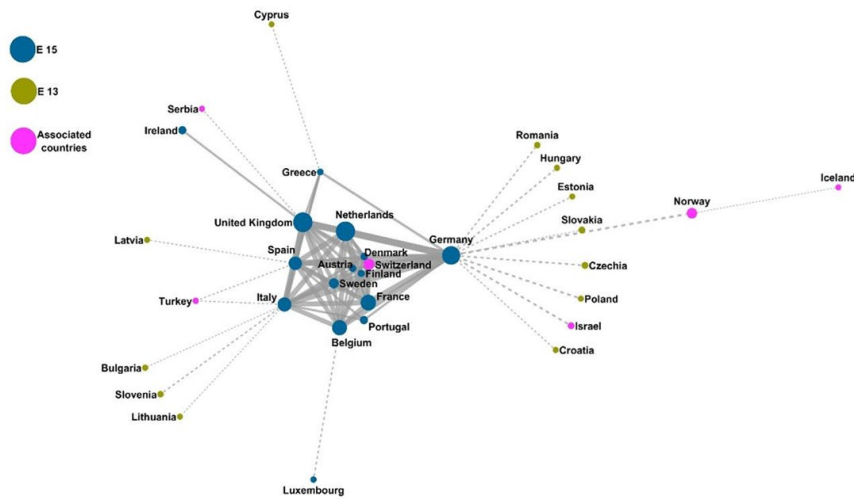 Cyprus
E 15
E 13
Associated
countries
Serbia
Ireland
Greece
Romania
Hungary
Estonia
Iceland
Norway
Slovakia
United Kingdom
Netherlands
Germany
Latvia
Spain
Denmark
Austria
Switzerland
Finland
Czechia
Sweden
Turkey
Italy
France
Poland
Portugal
Israel
Belgium
Croatia
Bulgaria
Slovenia
Lithuania
Luxembourg